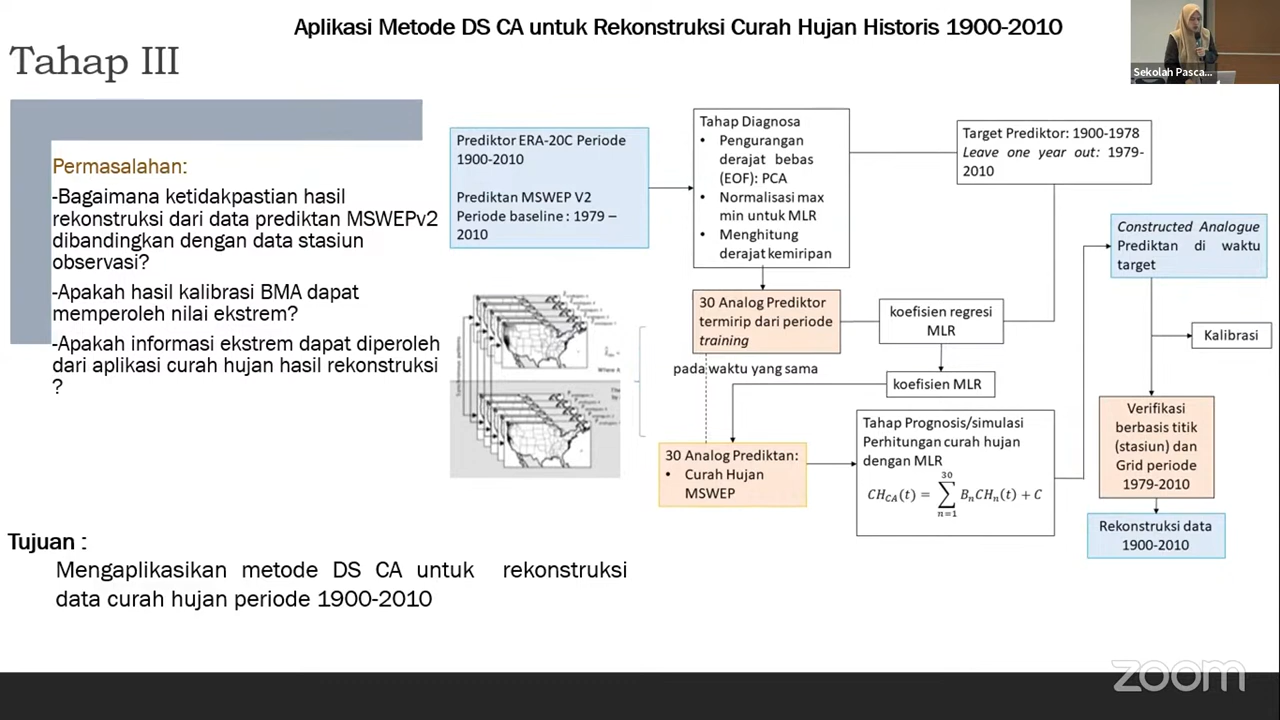 Aplikasi Metode DS CA untuk Rekonstruksi Curah Hujan Historis 1900-2010
Sekolah Pasca...
Tahap III
Permasalahan:
-Bagaimana ketidakpastian hasil
rekonstruksi dari data prediktan MSWEPv2
dibandingkan dengan data stasiun
observasi?
-Apakah hasil kalibrasi BMA dapat
memperoleh nilai ekstrem?
-Apakah informasi ekstrem dapat diperoleh
dari aplikasi curah hujan hasil rekonstruksi
?
Prediktor ERA-20C Periode
1900-2010
Prediktan MSWEP V2
Periode baseline : 1979 –
2010
Tahap Diagnosa
• Pengurangan
derajat bebas
(EOF): PCA
• Normalisasi max
min untuk MLR
• Menghitung
derajat kemiripan
Target Prediktor: 1900-1978
Leave one year out: 1979-
2010
Constructed Analogue
Prediktan di waktu
target
30 Analog Prediktor
termirip dari periode
training
koefisien regresi
MLR
Kalibrasi
pada waktu yang sama
koefisien MLR
30 Analog Prediktan:
• Curah Hujan
MSWEP
Tahap Prognosis/simulasi
Perhitungan curah hujan
dengan MLR
30
CH_CA(t) = ∑ B_nCH_n(t) + C
n=1
Verifikasi
berbasis titik
(stasiun) dan
Grid periode
1979-2010
Rekonstruksi data
1900-2010
Tujuan :
Mengaplikasikan metode DS CA untuk rekonstruksi
data curah hujan periode 1900-2010
zoom